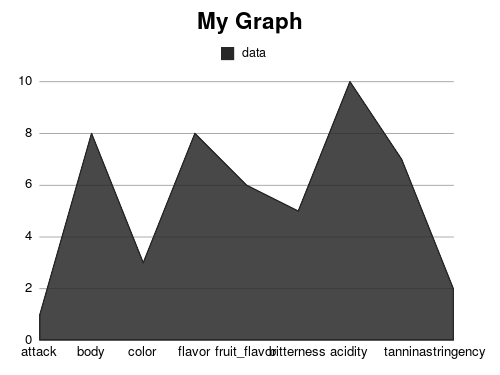 My Graph
data
10
8
6
4
2
0
attack body color flavor fruit_flavor bitterness acidity tannin astringency